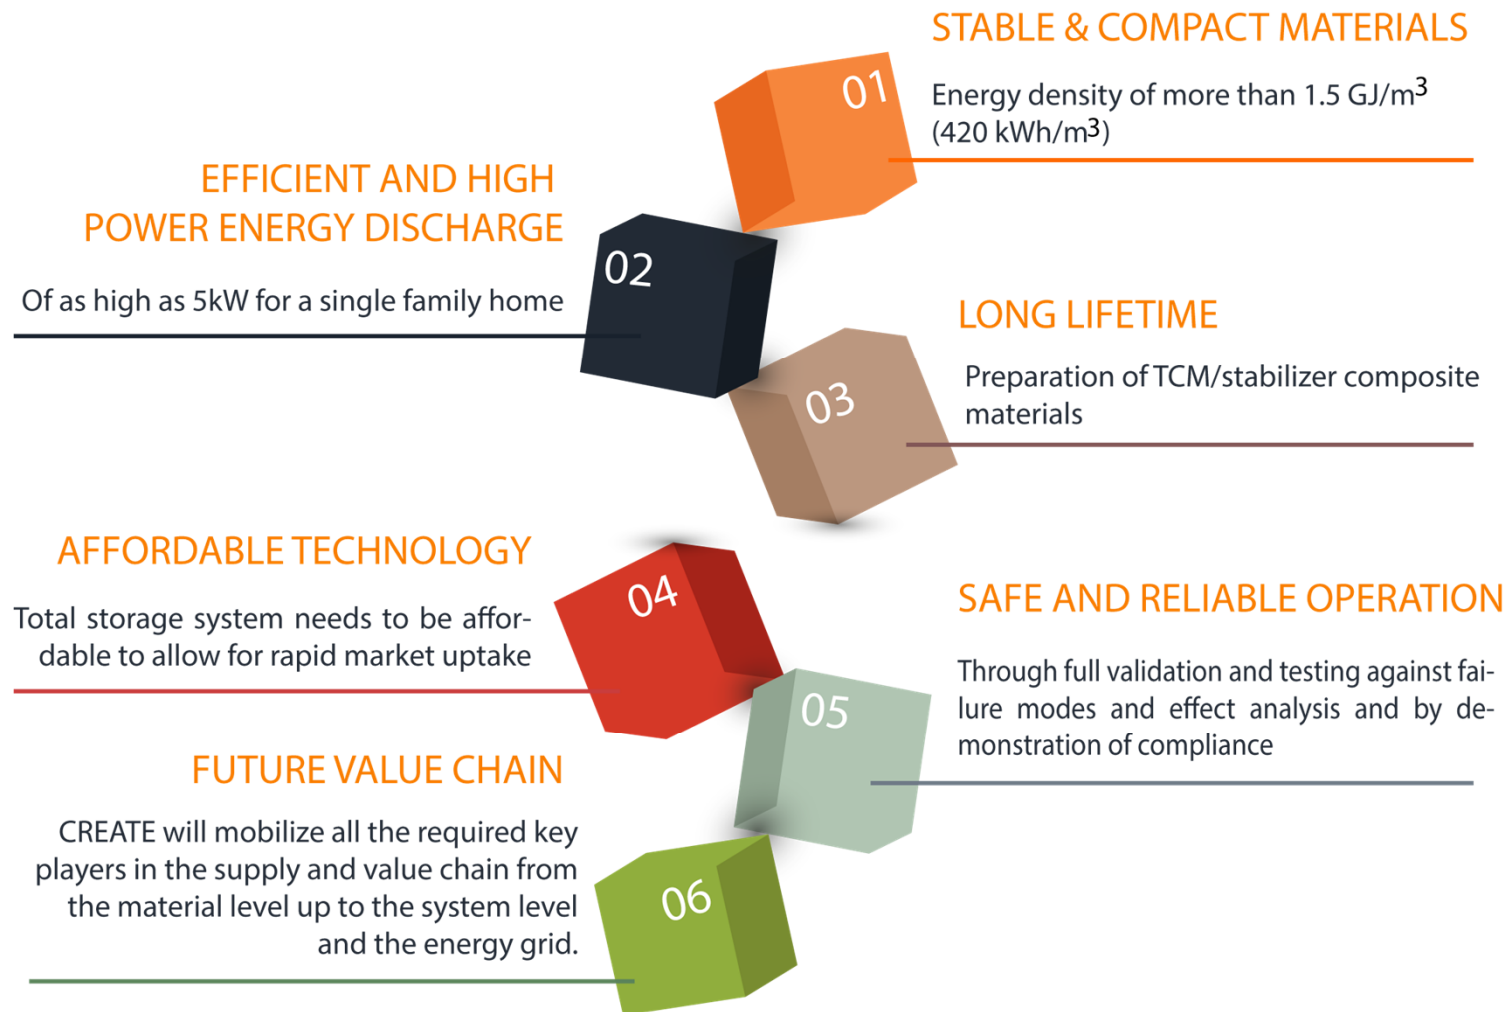 STABLE & COMPACT MATERIALS
01
Energy density of more than 1.5 GJ/m³
(420 kWh/m³)
EFFICIENT AND HIGH
POWER ENERGY DISCHARGE
02
Of as high as 5kW for a single family home
LONG LIFETIME
03
Preparation of TCM/stabilizer composite
materials
AFFORDABLE TECHNOLOGY
04
Total storage system needs to be affor-
dable to allow for rapid market uptake
SAFE AND RELIABLE OPERATION
05
Through full validation and testing against fai-
lure modes and effect analysis and by de-
monstration of compliance
FUTURE VALUE CHAIN
06
CREATE will mobilize all the required key
players in the supply and value chain from
the material level up to the system level
and the energy grid.